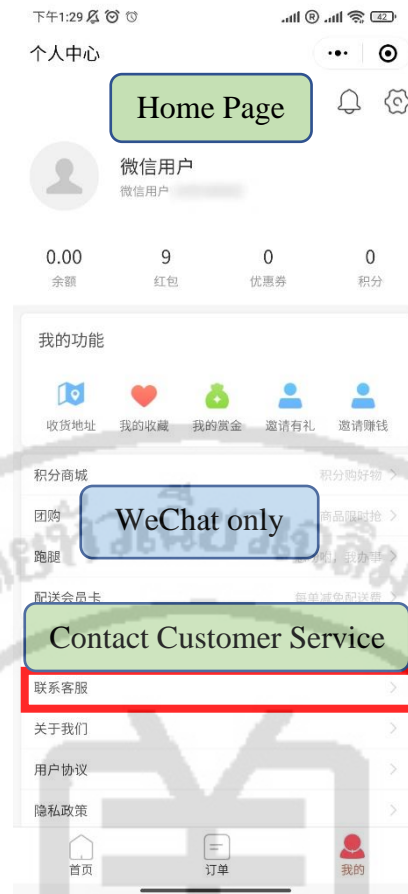 下午1:29
42
个人中心
Home Page
微信用户
微信用户
0.00 9 0 0
余额 红包 优惠券 积分
我的功能
收货地址 我的收藏 我的赏金 邀请有礼 邀请赚钱
积分商城 积分购好物
团购 商品限时抢
WeChat only
跑腿 我办事
配送会员卡 每单减免配送费
Contact Customer Service
联系客服
关于我们
用户协议
隐私政策
首页 订单 我的